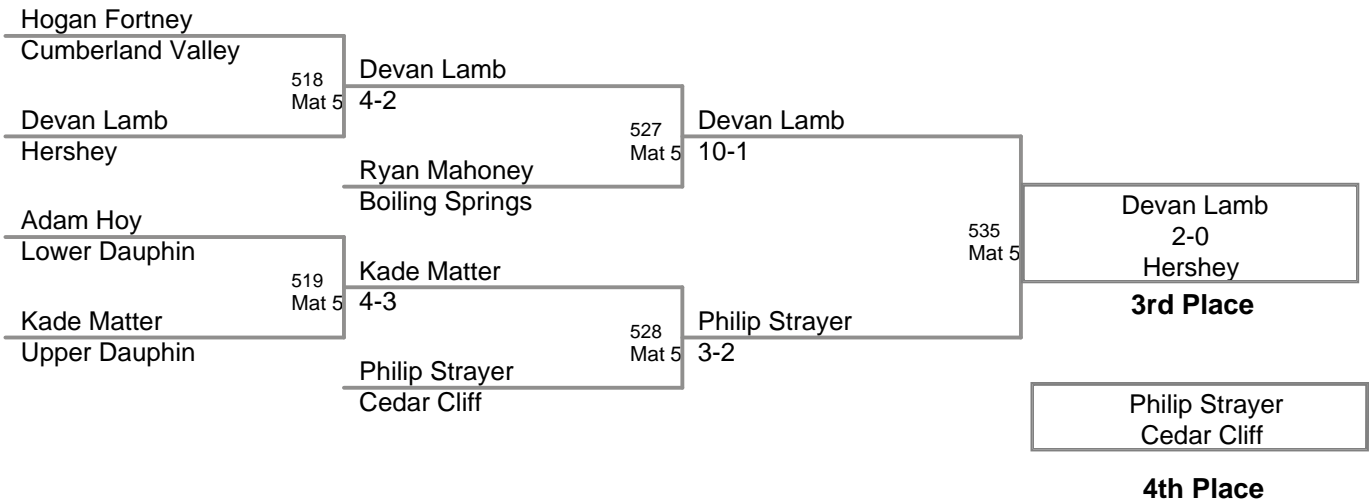 Hogan Fortney
Cumberland Valley
518
Mat 5
Devan Lamb
4-2
Devan Lamb
Hershey
527
Mat 5
Devan Lamb
10-1
Ryan Mahoney
Boiling Springs
Adam Hoy
Lower Dauphin
535
Mat 5
Devan Lamb
2-0
Hershey
3rd Place
519
Mat 5
Kade Matter
4-3
Kade Matter
Upper Dauphin
528
Mat 5
Philip Strayer
3-2
Philip Strayer
Cedar Cliff
Philip Strayer
Cedar Cliff
4th Place